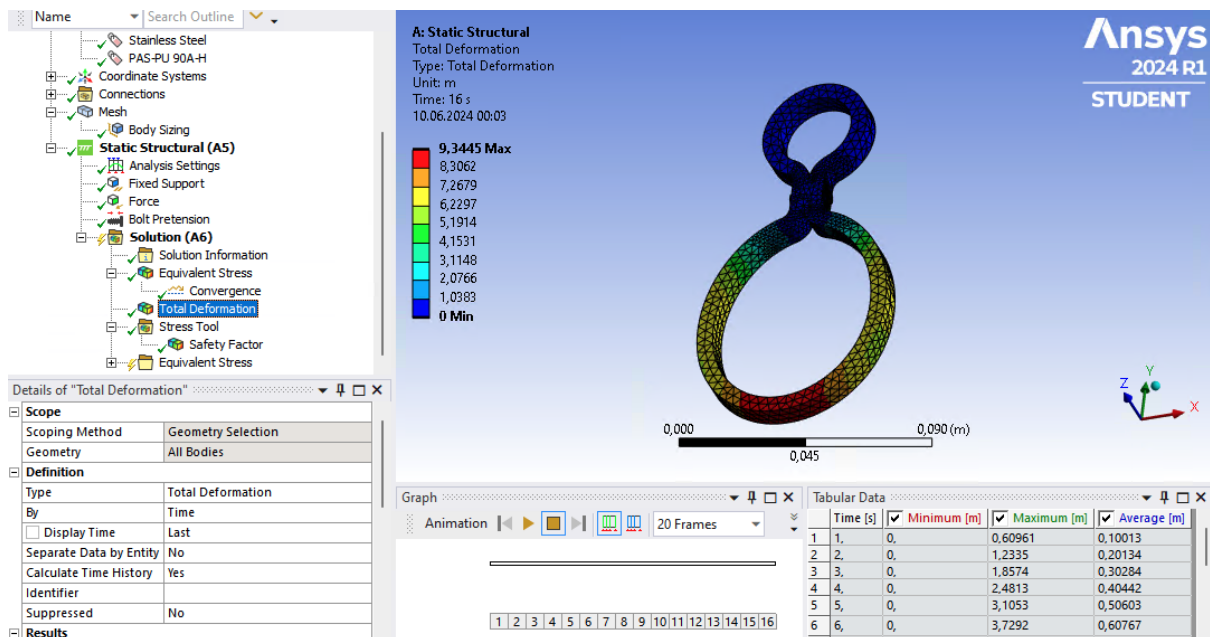 Name Search Outline
Stainless Steel
PAS-PU 90A-H
Coordinate Systems
Connections
Mesh
Body Sizing
Static Structural (A5)
Analysis Settings
Fixed Support
Force
Bolt Pretension
Solution (A6)
Solution Information
Equivalent Stress
Convergence
Total Deformation
Stress Tool
Safety Factor
Equivalent Stress
Details of "Total Deformation"
Scope
Scoping Method Geometry Selection
Geometry All Bodies
Definition
Type Total Deformation
By Time
Display Time Last
Separate Data by Entity No
Calculate Time History Yes
Identifier
Suppressed No
Results
A: Static Structural
Total Deformation
Type: Total Deformation
Unit: m
Time: 16 s
10.06.2024 00:03
9,3445 Max
8,3062
7,2679
6,2297
5,1914
4,1531
3,1148
2,0766
1,0383
0 Min
Ansys
2024 R1
STUDENT
Y
Z
X
0,000 0,090 (m)
0,045
Graph
Animation 20 Frames
1 2 3 4 5 6 7 8 9 10 11 12 13 14 15 16
Tabular Data
Time [s] Minimum [m] Maximum [m] Average [m]
1 1, 0, 0,60961 0,10013
2 2, 0, 1,2335 0,20134
3 3, 0, 1,8574 0,30284
4 4, 0, 2,4813 0,40442
5 5, 0, 3,1053 0,50603
6 6, 0, 3,7292 0,60767